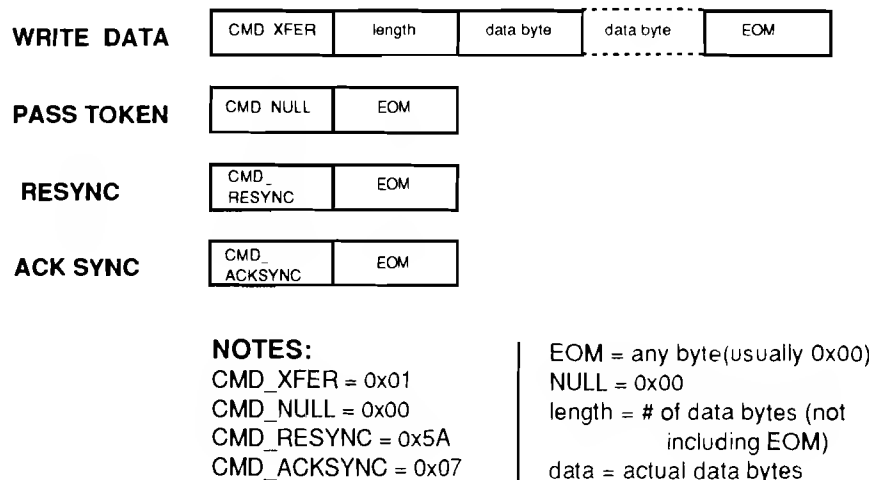 WRITE DATA CMD XFER length data byte data byte EOM
PASS TOKEN CMD NULL EOM
RESYNC CMD_ RESYNC EOM
ACK SYNC CMD_ ACKSYNC EOM
NOTES:
CMD_XFER = 0x01
CMD_NULL = 0x00
CMD_RESYNC = 0x5A
CMD_ACKSYNC = 0x07
EOM = any byte(usually 0x00)
NULL = 0x00
length = # of data bytes (not
including EOM)
data = actual data bytes